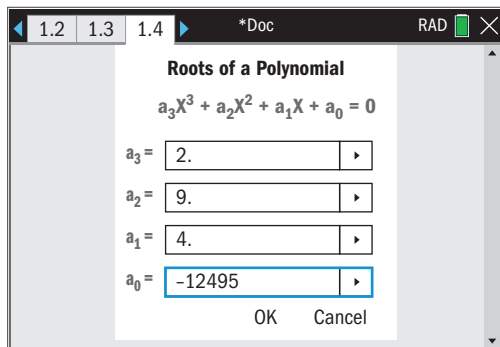 1.2 1.3 1.4 *Doc RAD
Roots of a Polynomial
a₃X³ + a₂X² + a₁X + a₀ = 0
a₃ = 2.
a₂ = 9.
a₁ = 4.
a₀ = −12495
OK Cancel